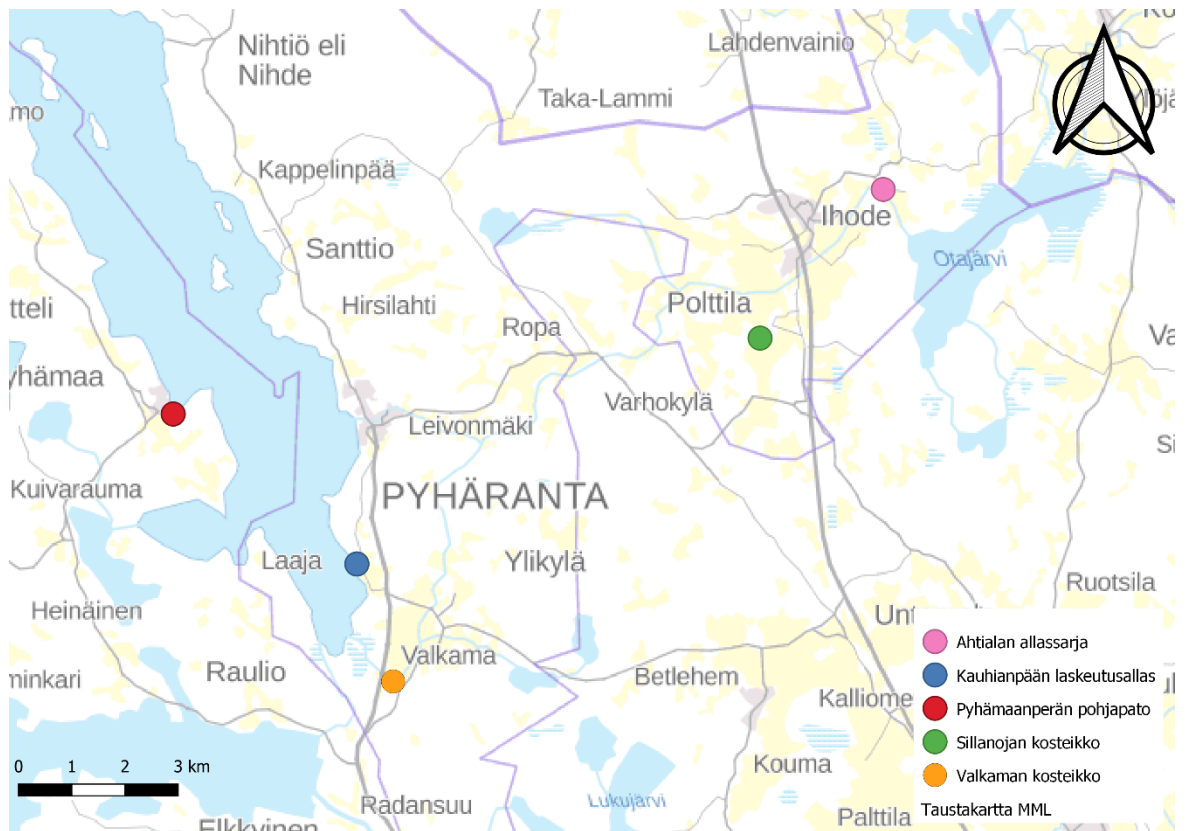 Nihtiö eli
Nihde
Lahdenvainio
Taka-Lammi
Kappelinpää
Ihode
Santtio
Otajärvi
Hirsilahti
Polttila
Ropa
Varhokylä
Leivonmäki
Kuivarauma
PYHÄRANTA
Laaja
Ylikylä
Ruotsila
Heinäinen
Valkama
Raulio
Betlehem
Kalliome
Kouma
Lukujärvi
Radansuu
Palttila
0 1 2 3 km
Ahtialan allassarja
Kauhianpään laskeutusallas
Pyhämaanperän pohjapato
Sillanojan kosteikko
Valkaman kosteikko
Taustakartta MML